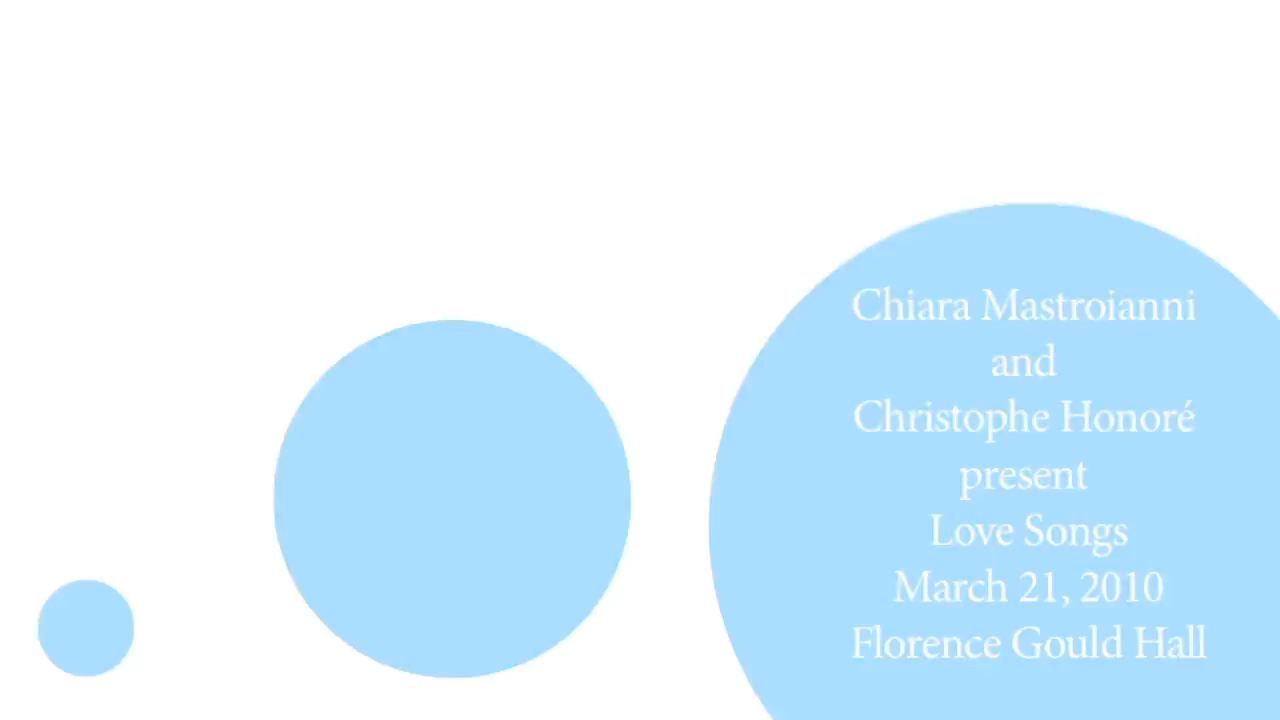 Chiara Mastroianni
and
Christophe Honoré
present
Love Songs
March 21, 2010
Florence Gould Hall